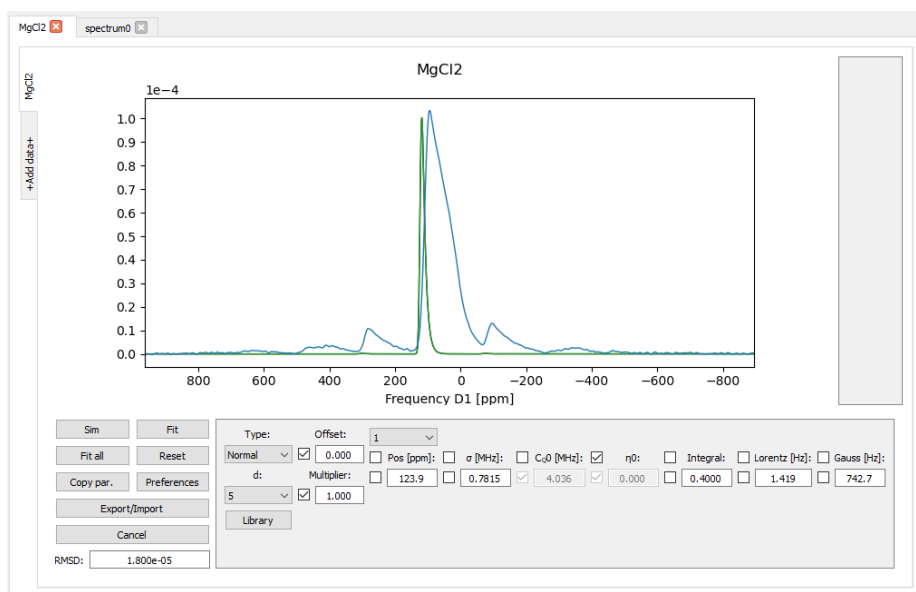 MgCl2
spectrum0
MgCl2
+Add data+
MgCl2
1e−4
1.0
0.9
0.8
0.7
0.6
0.5
0.4
0.3
0.2
0.1
0.0
800 600 400 200 0 −200 −400 −600 −800
Frequency D1 [ppm]
Sim Fit
Fit all Reset
Copy par. Preferences
Export/Import
Cancel
RMSD: 1.800e-05
Type: Offset: 1
Normal 0.000 Pos [ppm]: σ [MHz]: CQ0 [MHz]: η0: Integral: Lorentz [Hz]: Gauss [Hz]:
d: Multiplier: 123.9 0.7815 4.036 0.000 0.4000 1.419 742.7
5 1.000
Library